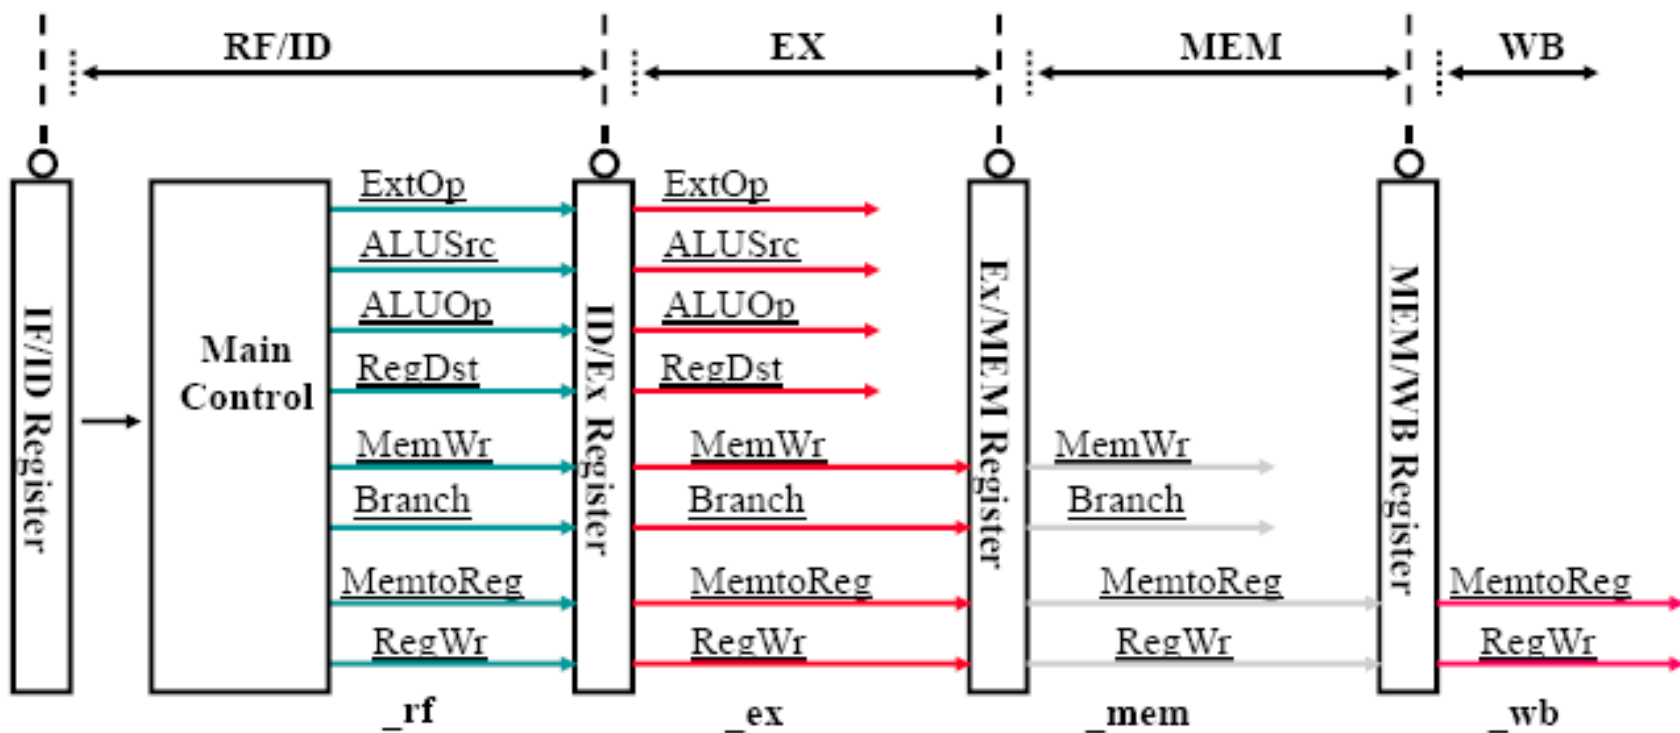 RF/ID EX MEM WB
ExtOp ExtOp
ALUSrc ALUSrc
ALUOp ALUOp
Main
Control
RegDst RegDst
MemWr MemWr MemWr
Branch Branch Branch
MemtoReg MemtoReg MemtoReg MemtoReg
RegWr RegWr RegWr RegWr
IF/ID Register
ID/Ex Register
Ex/MEM Register
MEM/WB Register
_rf _ex _mem _wb